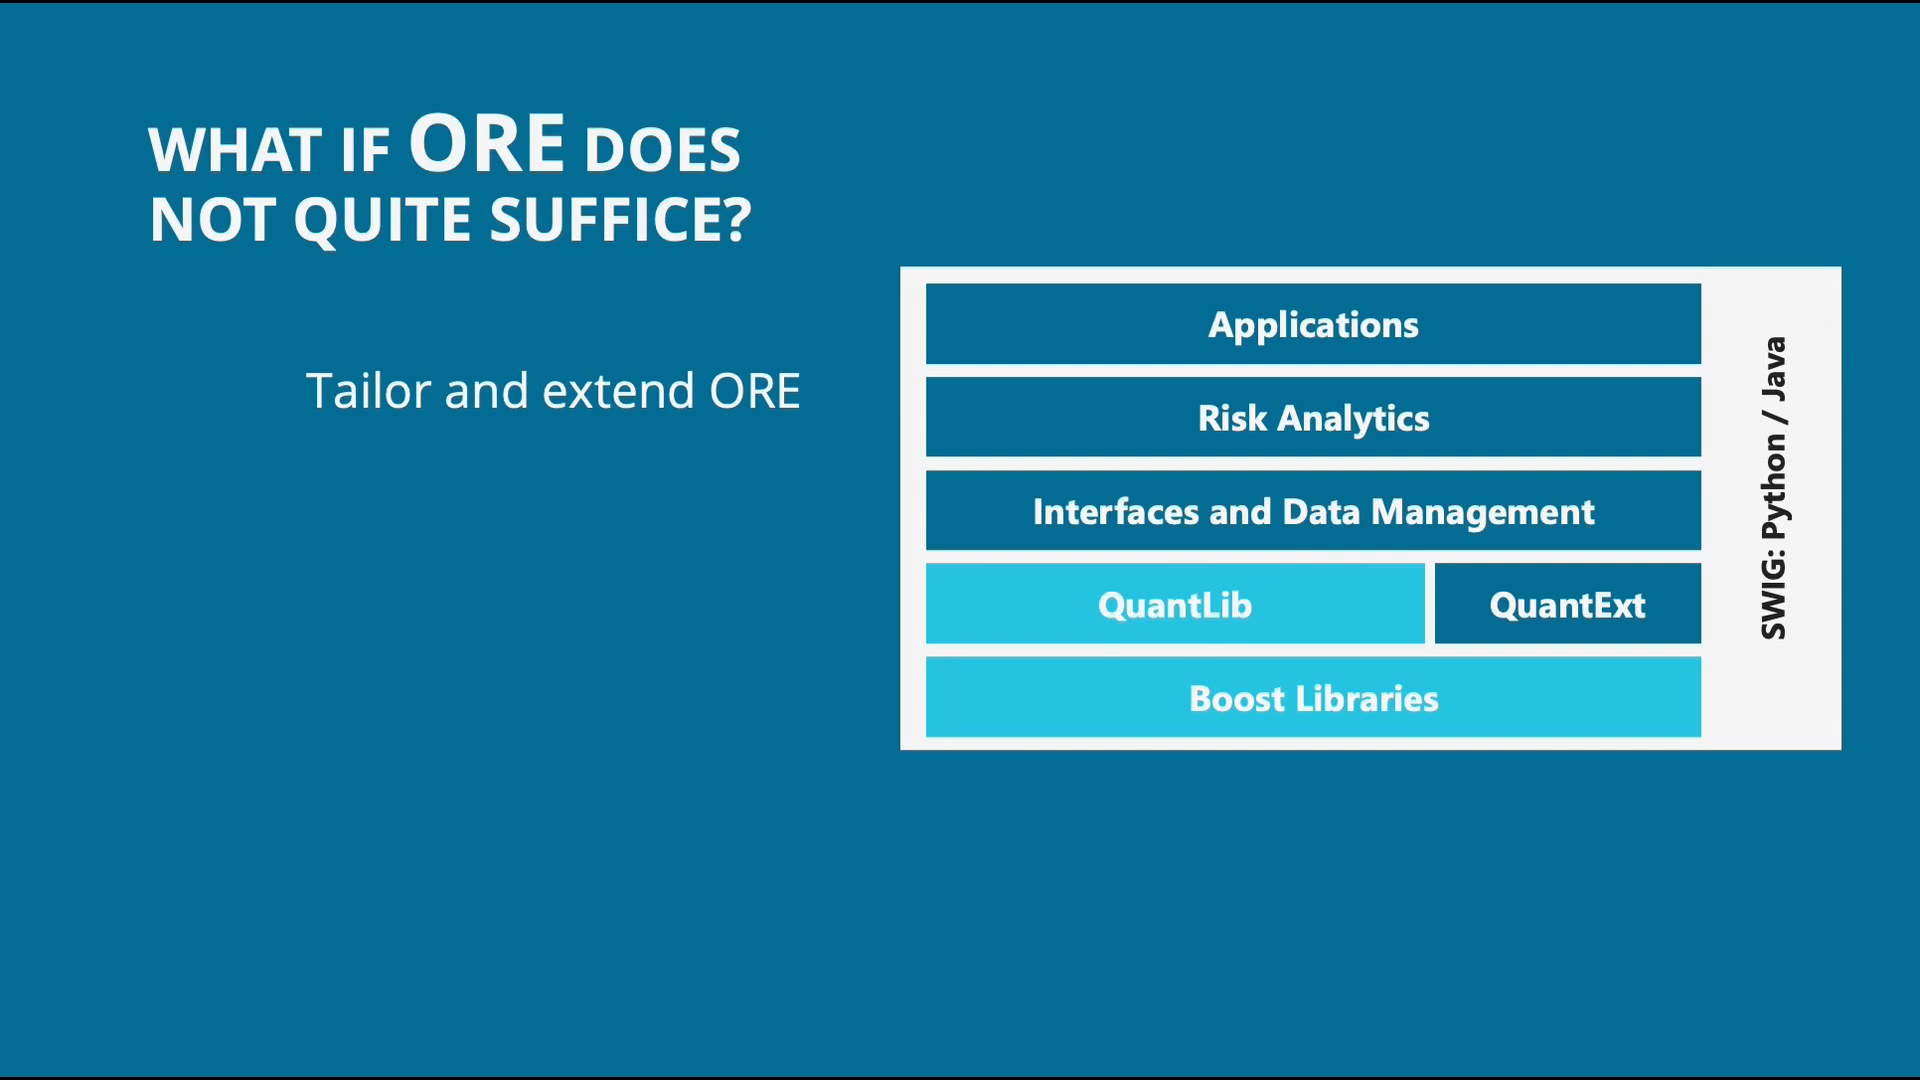 WHAT IF ORE DOES
NOT QUITE SUFFICE?
Tailor and extend ORE
Applications
Risk Analytics
Interfaces and Data Management
QuantLib
QuantExt
Boost Libraries
SWIG: Python / Java